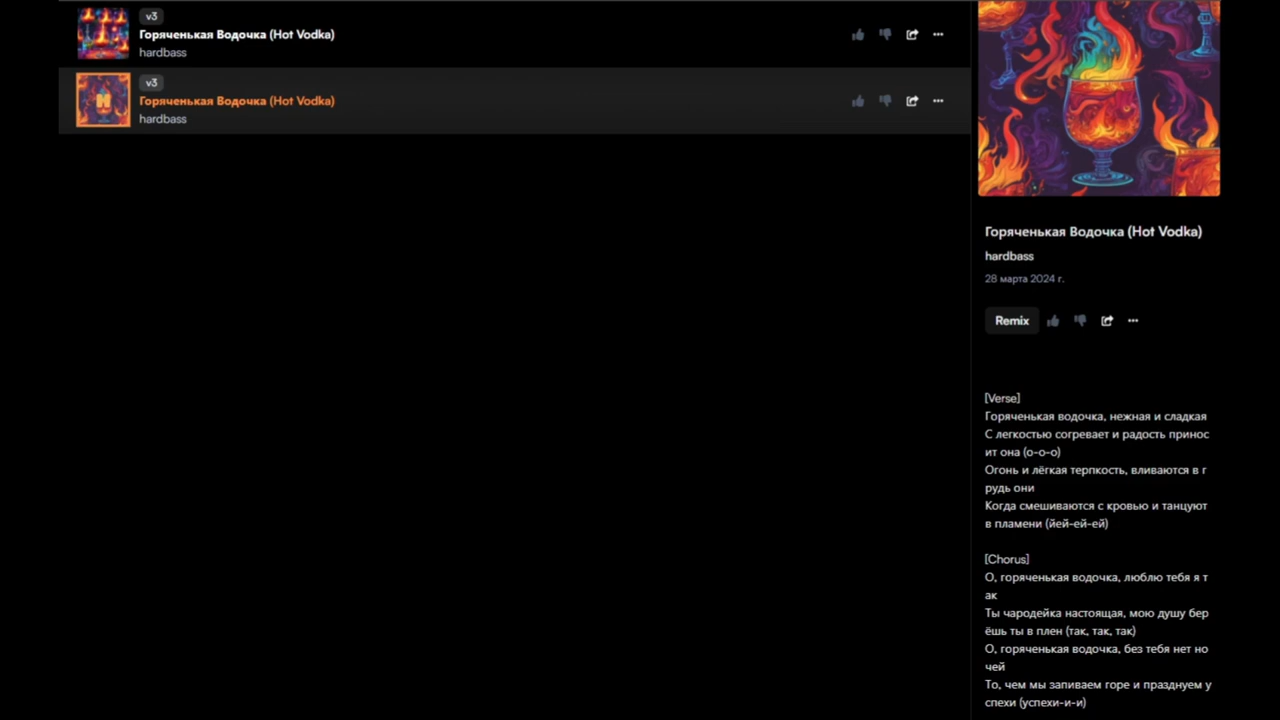 v3
Горяченькая Водочка (Hot Vodka)
hardbass
v3
Горяченькая Водочка (Hot Vodka)
hardbass
Горяченькая Водочка (Hot Vodka)
hardbass
28 марта 2024 г.
Remix
[Verse]
Горяченькая водочка, нежная и сладкая
С легкостью согревает и радость принос
ит она (о-о-о)
Огонь и лёгкая терпкость, вливаются в г
рудь они
Когда смешиваются с кровью и танцуют
в пламени (йей-ей-ей)
[Chorus]
О, горяченькая водочка, люблю тебя я т
ак
Ты чародейка настоящая, мою душу бер
ёшь ты в плен (так, так, так)
О, горяченькая водочка, без тебя нет но
чей
То, чем мы запиваем горе и празднуем у
спехи (успехи-и-и)